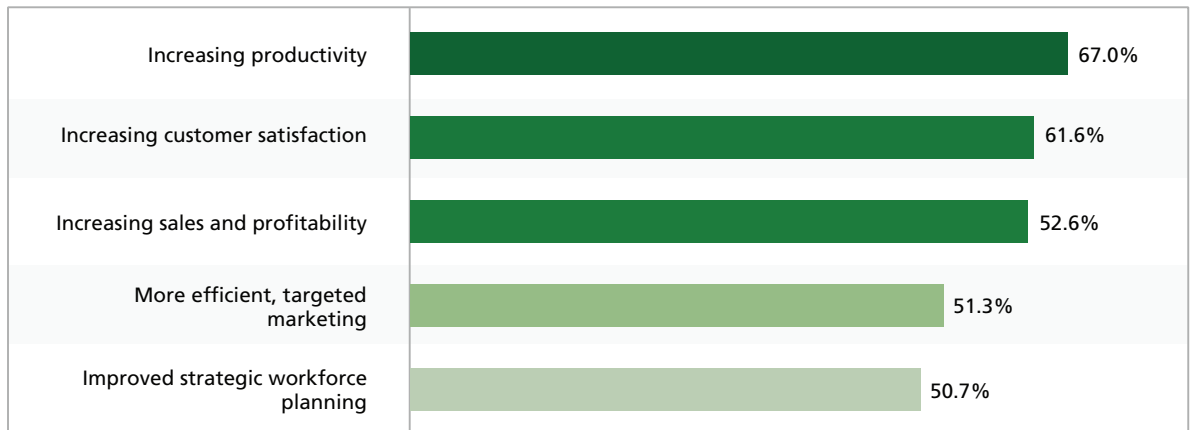 Increasing productivity
67.0%
Increasing customer satisfaction
61.6%
Increasing sales and profitability
52.6%
More efficient, targeted
marketing
51.3%
Improved strategic workforce
planning
50.7%